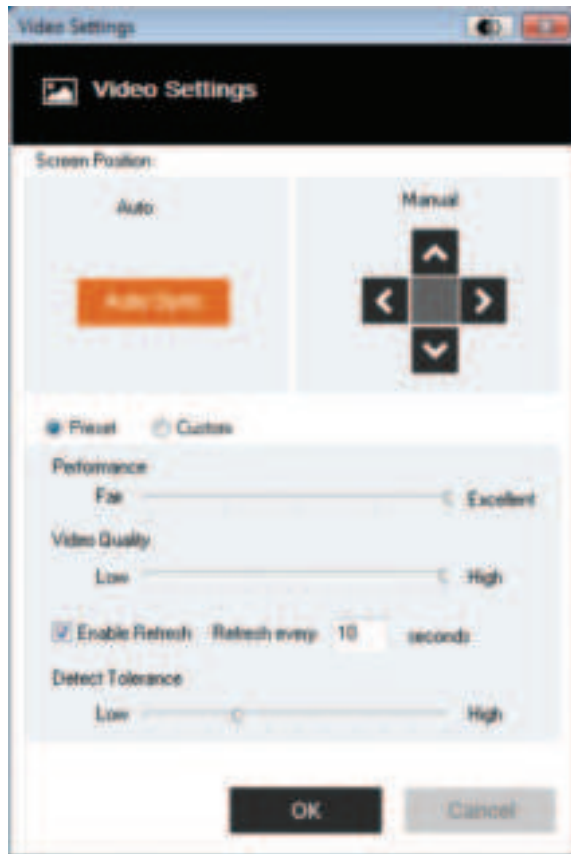 Video Settings
Video Settings
Screen Position:
Auto
Manual
Auto Sync
Preset Custom
Performance
Fair Excellent
Video Quality
Low High
Enable Refresh Refresh every 10 seconds
Detect Tolerance
Low High
OK Cancel